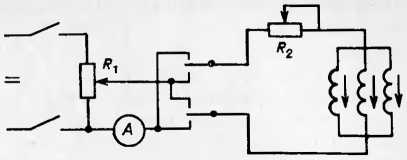 R₁
R₂
=
A